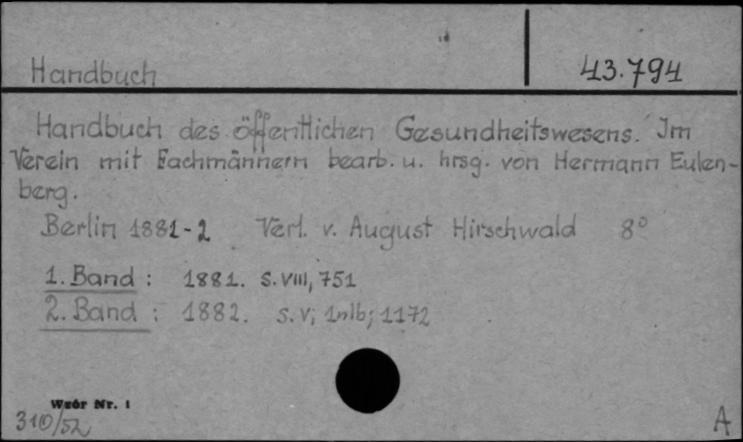 Handbuch
43.794
Handbuch des öffentlichen Gesundheitswesens. Im
Verein mit Fachmännern bearb. u. hrsg. von Hermann Eulen-
berg.
Berlin 1881-2 Verl. v. August Hirschwald 8°
1. Band : 1881. S. VIII, 751
2. Band : 1882. S. V; 1nlb; 1172
Wzór Nr. 1
310/52
A